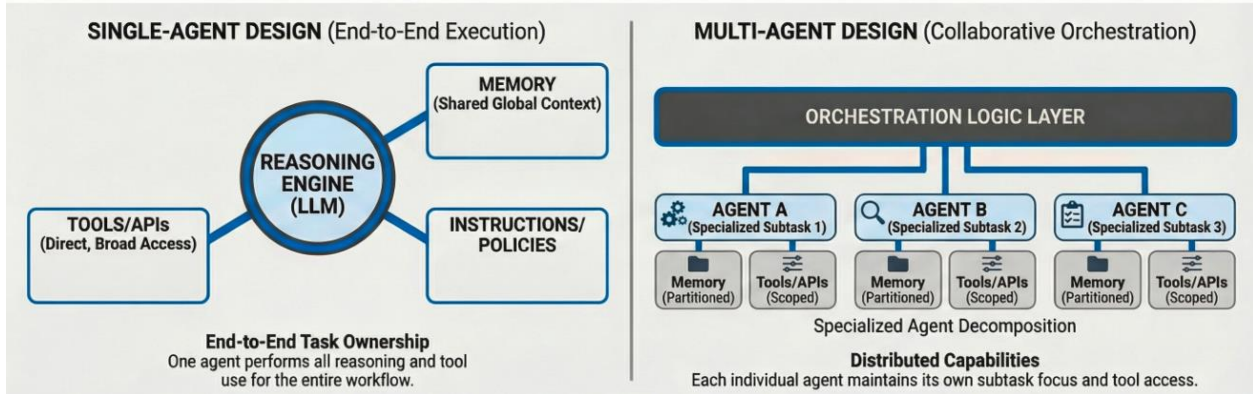 SINGLE-AGENT DESIGN (End-to-End Execution)
MEMORY
(Shared Global Context)
REASONING
ENGINE
(LLM)
TOOLS/APIs
(Direct, Broad Access)
INSTRUCTIONS/
POLICIES
End-to-End Task Ownership
One agent performs all reasoning and tool
use for the entire workflow.
MULTI-AGENT DESIGN (Collaborative Orchestration)
ORCHESTRATION LOGIC LAYER
AGENT A
(Specialized Subtask 1)
Memory
(Partitioned)
Tools/APIs
(Scoped)
AGENT B
(Specialized Subtask 2)
Memory
(Partitioned)
Tools/APIs
(Scoped)
AGENT C
(Specialized Subtask 3)
Memory
(Partitioned)
Tools/APIs
(Scoped)
Specialized Agent Decomposition
Distributed Capabilities
Each individual agent maintains its own subtask focus and tool access.